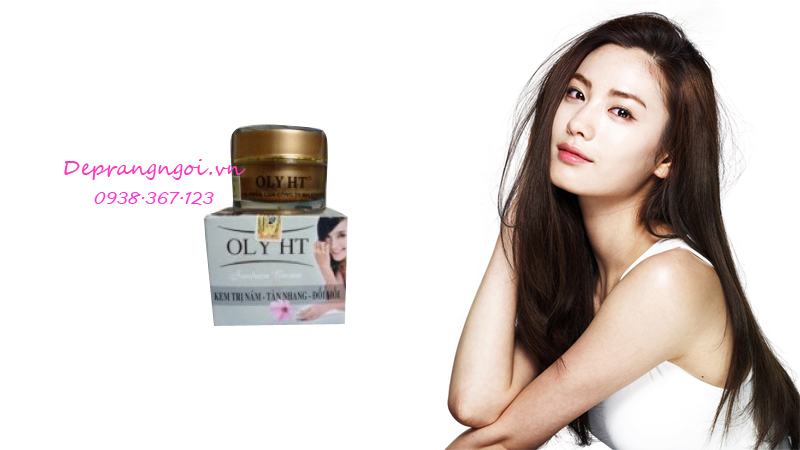 Deprangngoi.vn
0938·367·123
OLY HT
OLY HT
KEM TRỊ NÁM - TÀN NHANG - ĐỒI MỒI